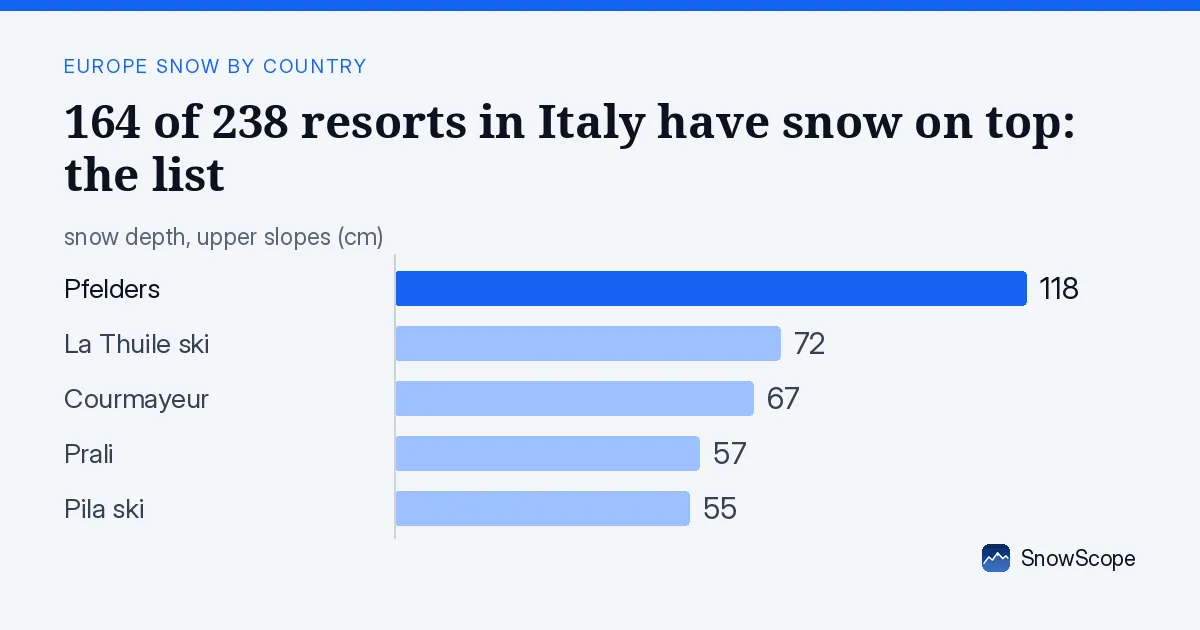 EUROPE SNOW BY COUNTRY
164 of 238 resorts in Italy have snow on top:
the list
snow depth, upper slopes (cm)
Pfelders 118
La Thuile ski 72
Courmayeur 67
Prali 57
Pila ski 55
SnowScope